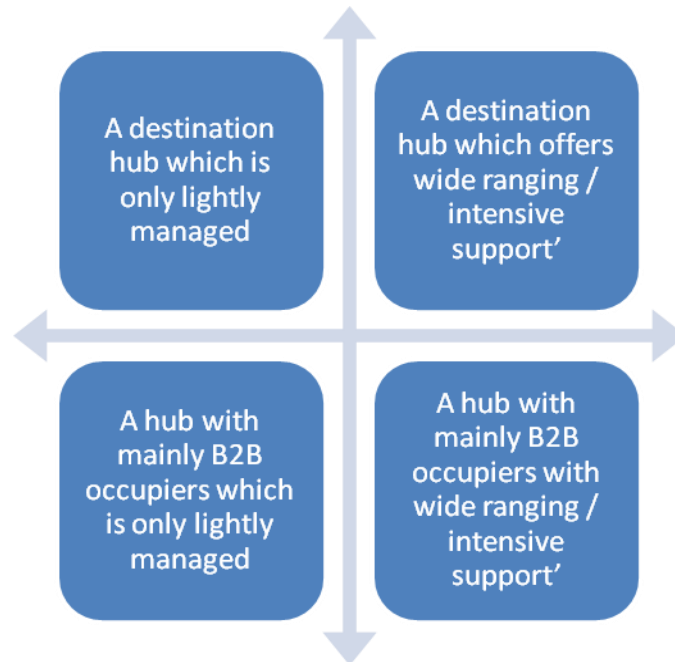 A destination
hub which is
only lightly
managed
A destination
hub which offers
wide ranging /
intensive
support’
A hub with
mainly B2B
occupiers which
is only lightly
managed
A hub with
mainly B2B
occupiers with
wide ranging /
intensive
support’